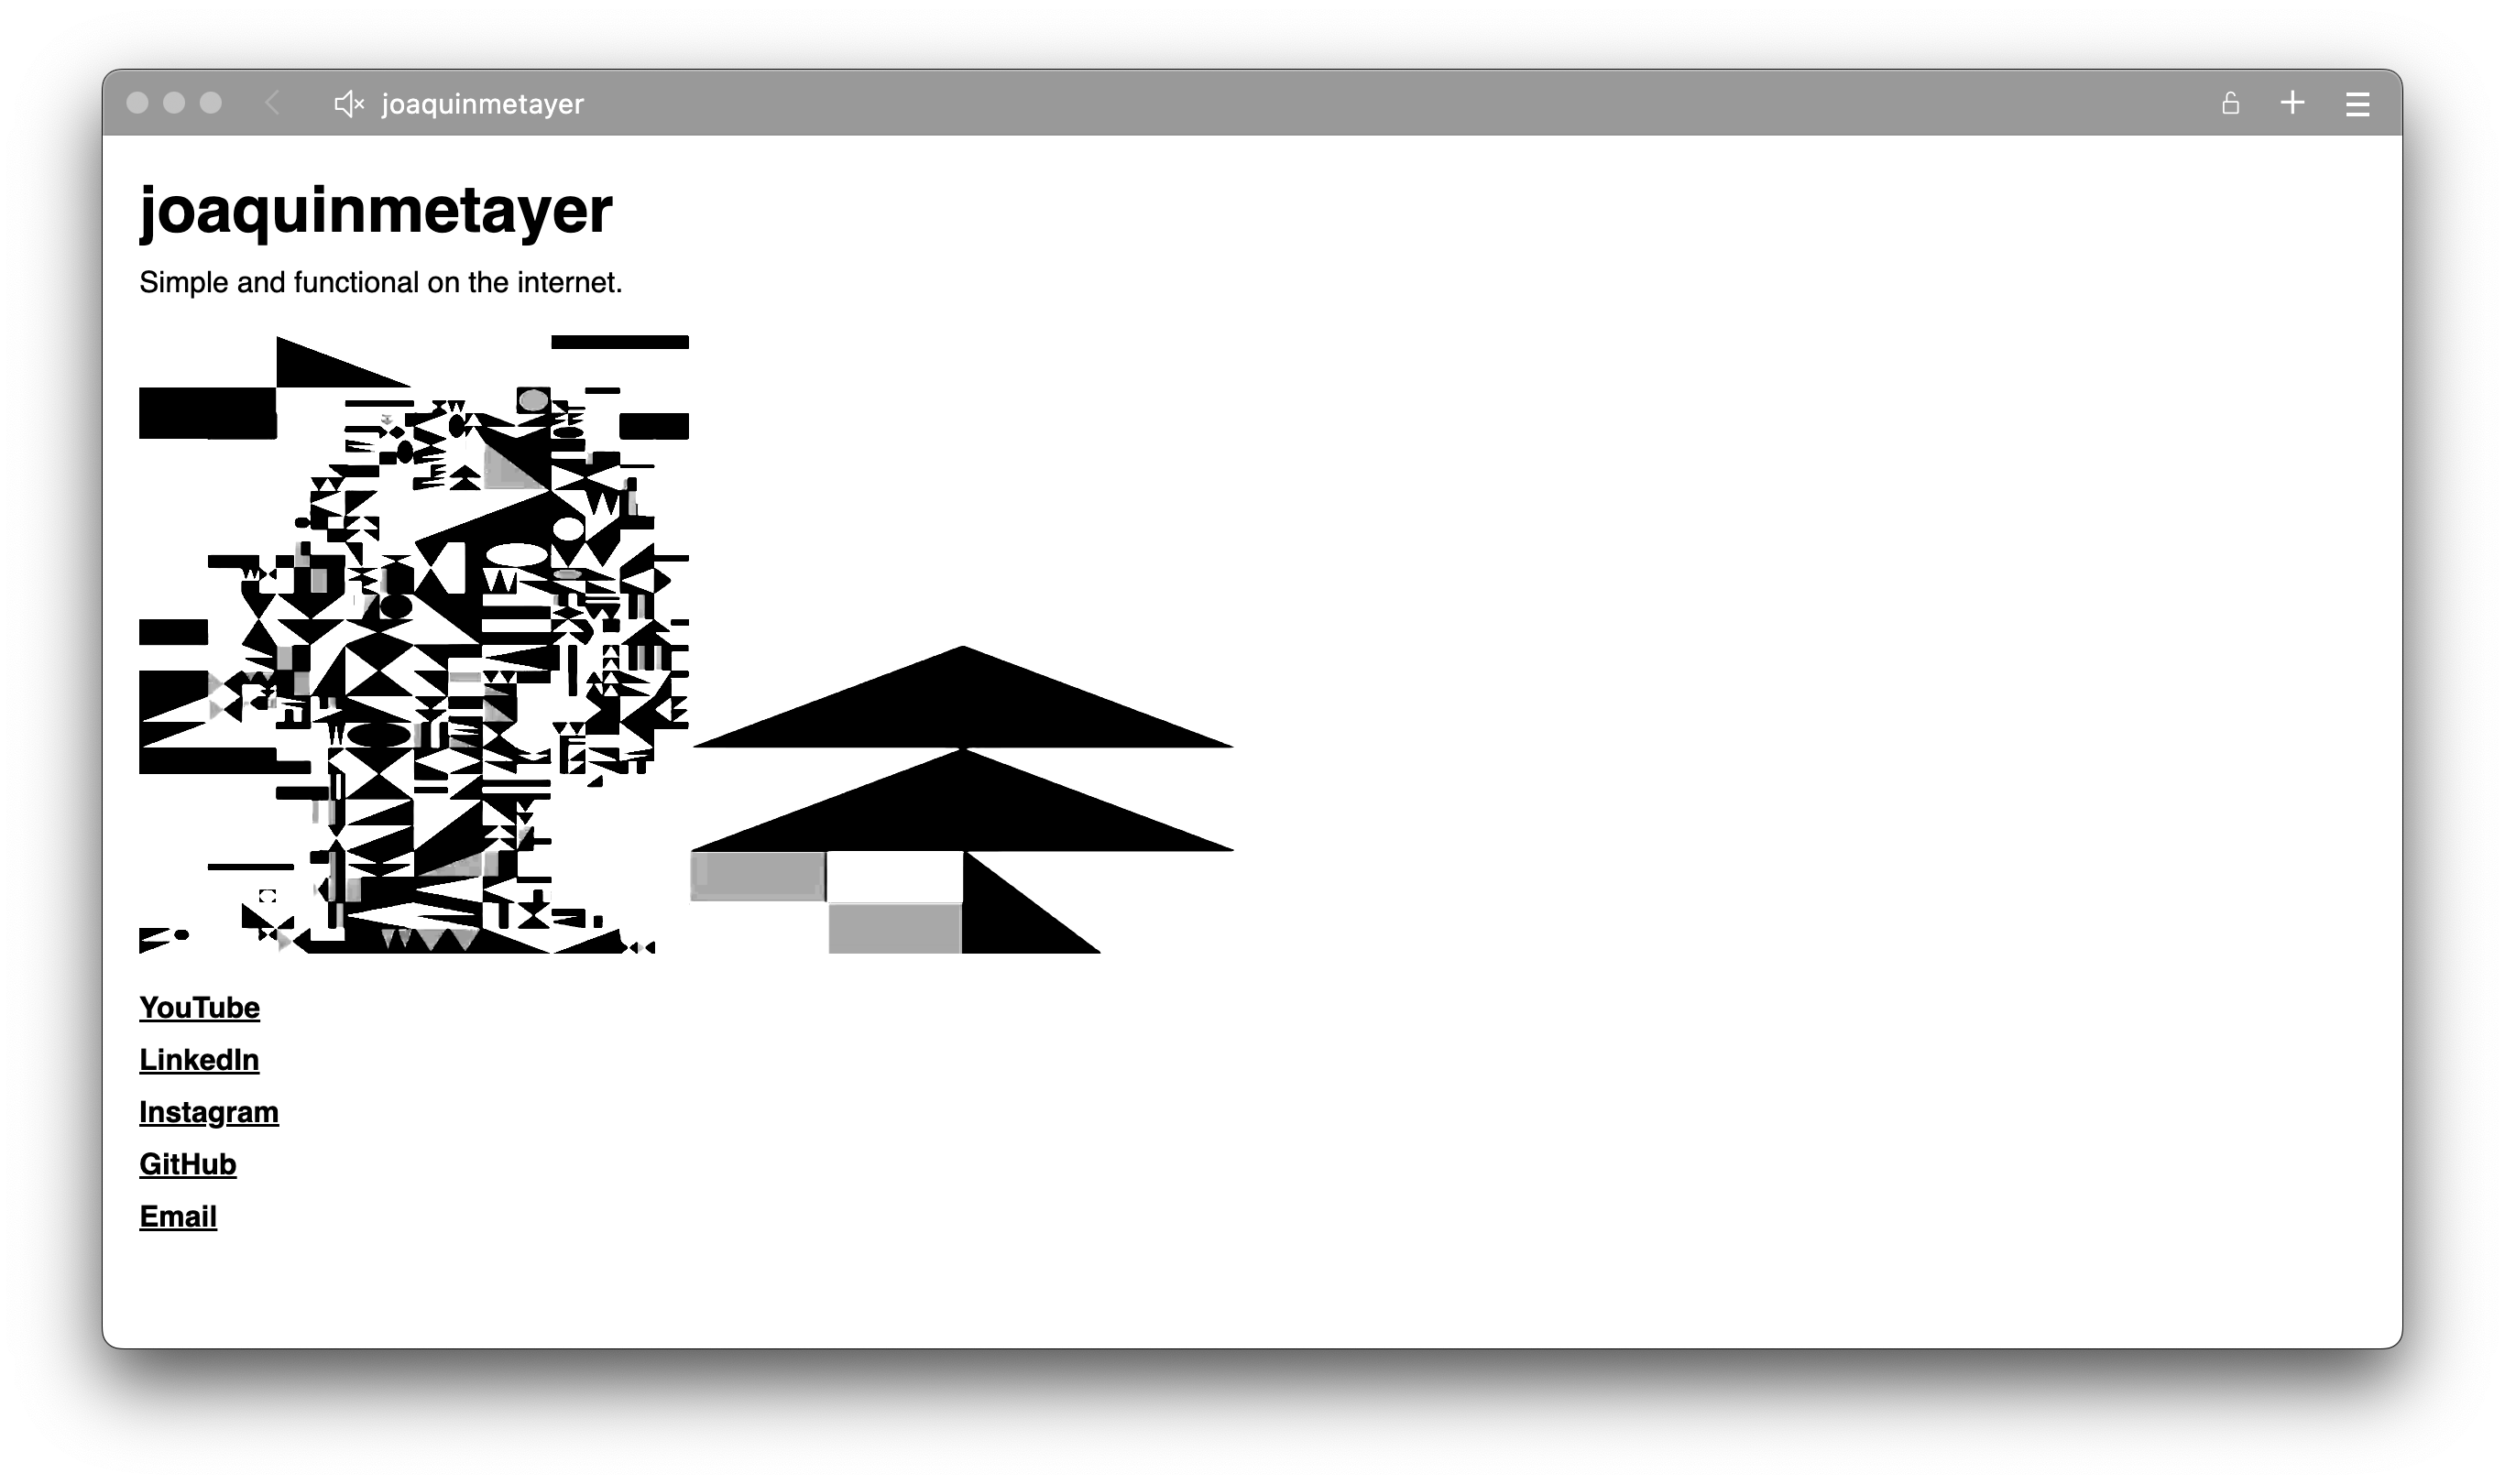 joaquinmetayer
joaquinmetayer
Simple and functional on the internet.
YouTube
LinkedIn
Instagram
GitHub
Email